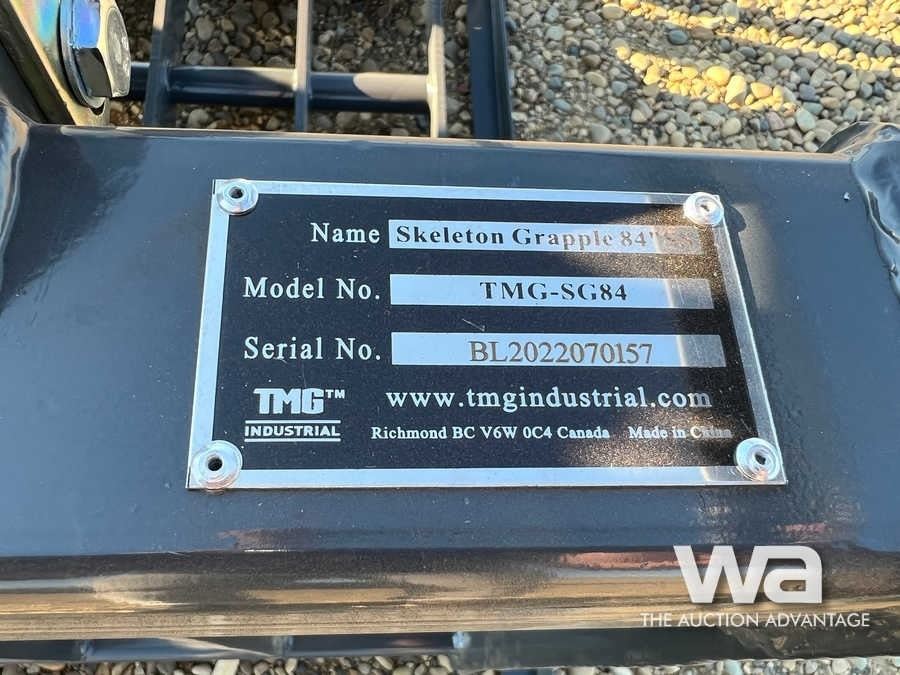 Name Skeleton Grapple 84"
Model No. TMG-SG84
Serial No. BL2022070157
TMG™ www.tmgindustrial.com
INDUSTRIAL Richmond BC V6W 0C4 Canada Made in China
wa
THE AUCTION ADVANTAGE